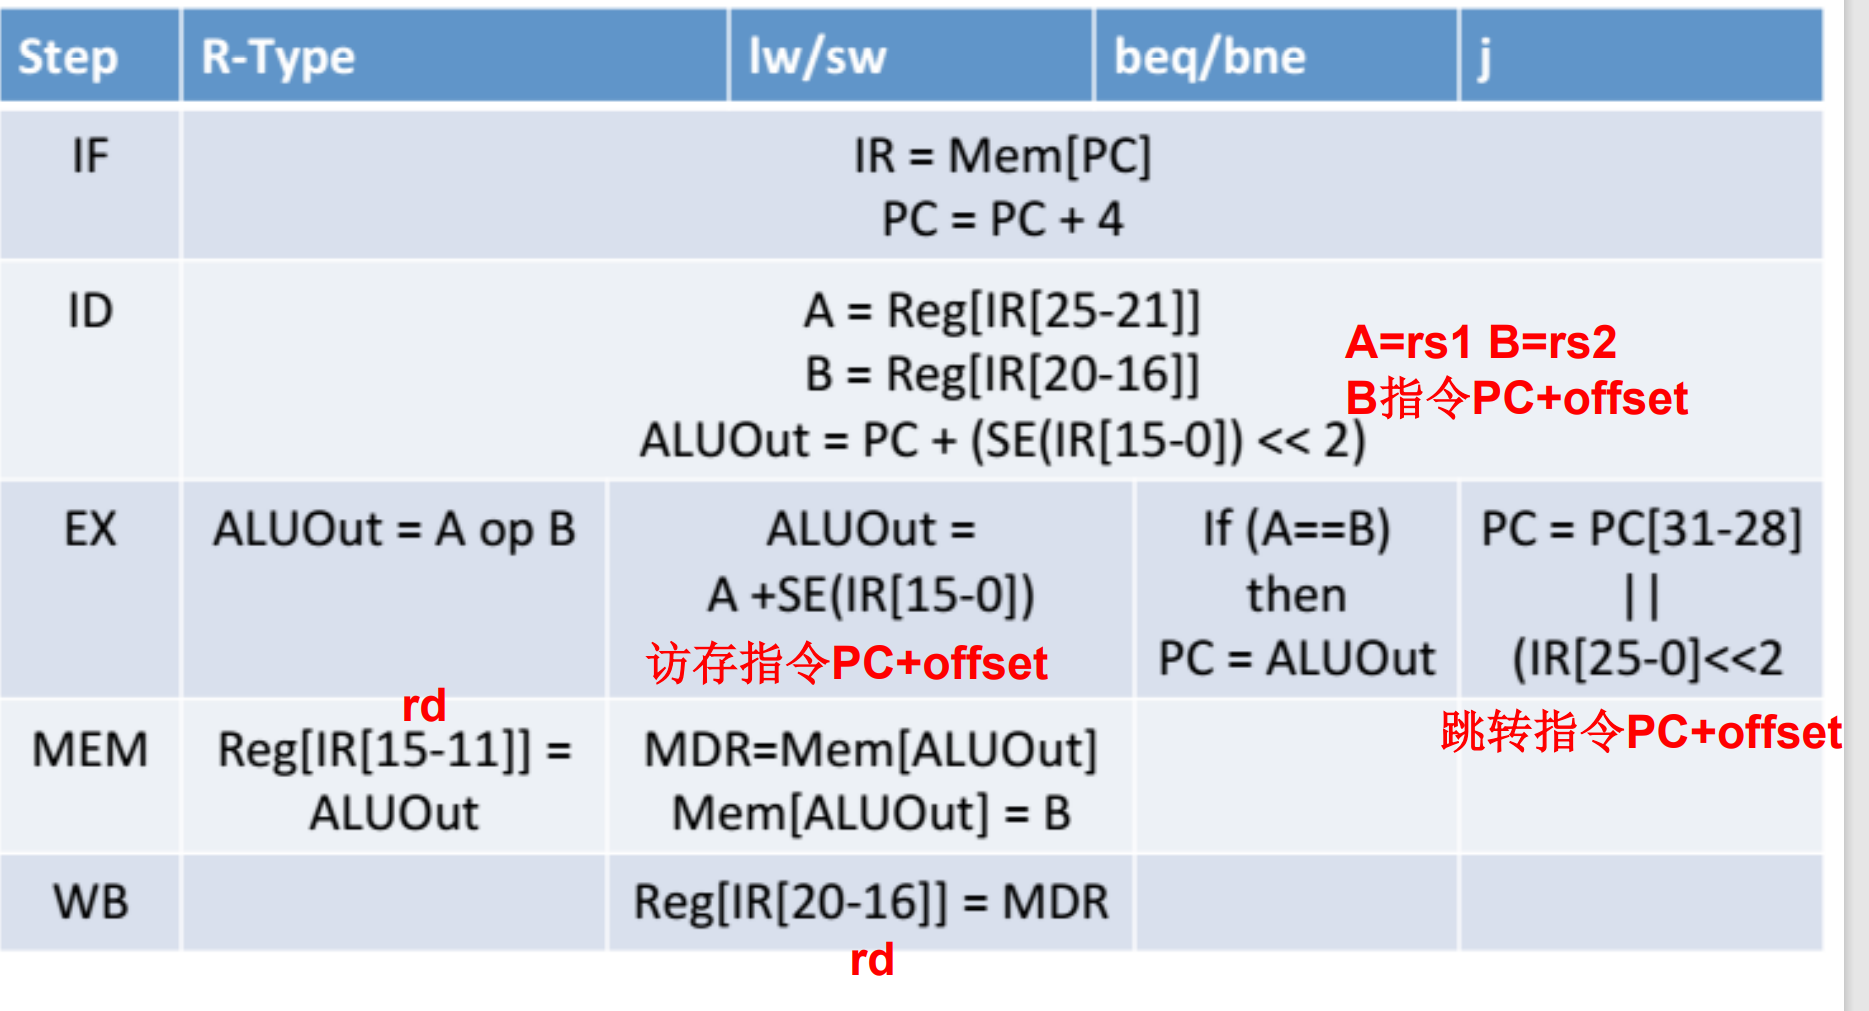 Step R-Type lw/sw beq/bne j
IF
IR = Mem[PC]
PC = PC + 4
ID
A = Reg[IR[25-21]]
B = Reg[IR[20-16]]
ALUOut = PC + (SE(IR[15-0]) << 2)
A=rs1 B=rs2
B指令PC+offset
EX
ALUOut = A op B
ALUOut =
A +SE(IR[15-0])
访存指令PC+offset
If (A==B)
then
PC = ALUOut
PC = PC[31-28]
||
(IR[25-0]<<2
跳转指令PC+offset
MEM
rd
Reg[IR[15-11]] =
ALUOut
MDR=Mem[ALUOut]
Mem[ALUOut] = B
WB
Reg[IR[20-16]] = MDR
rd